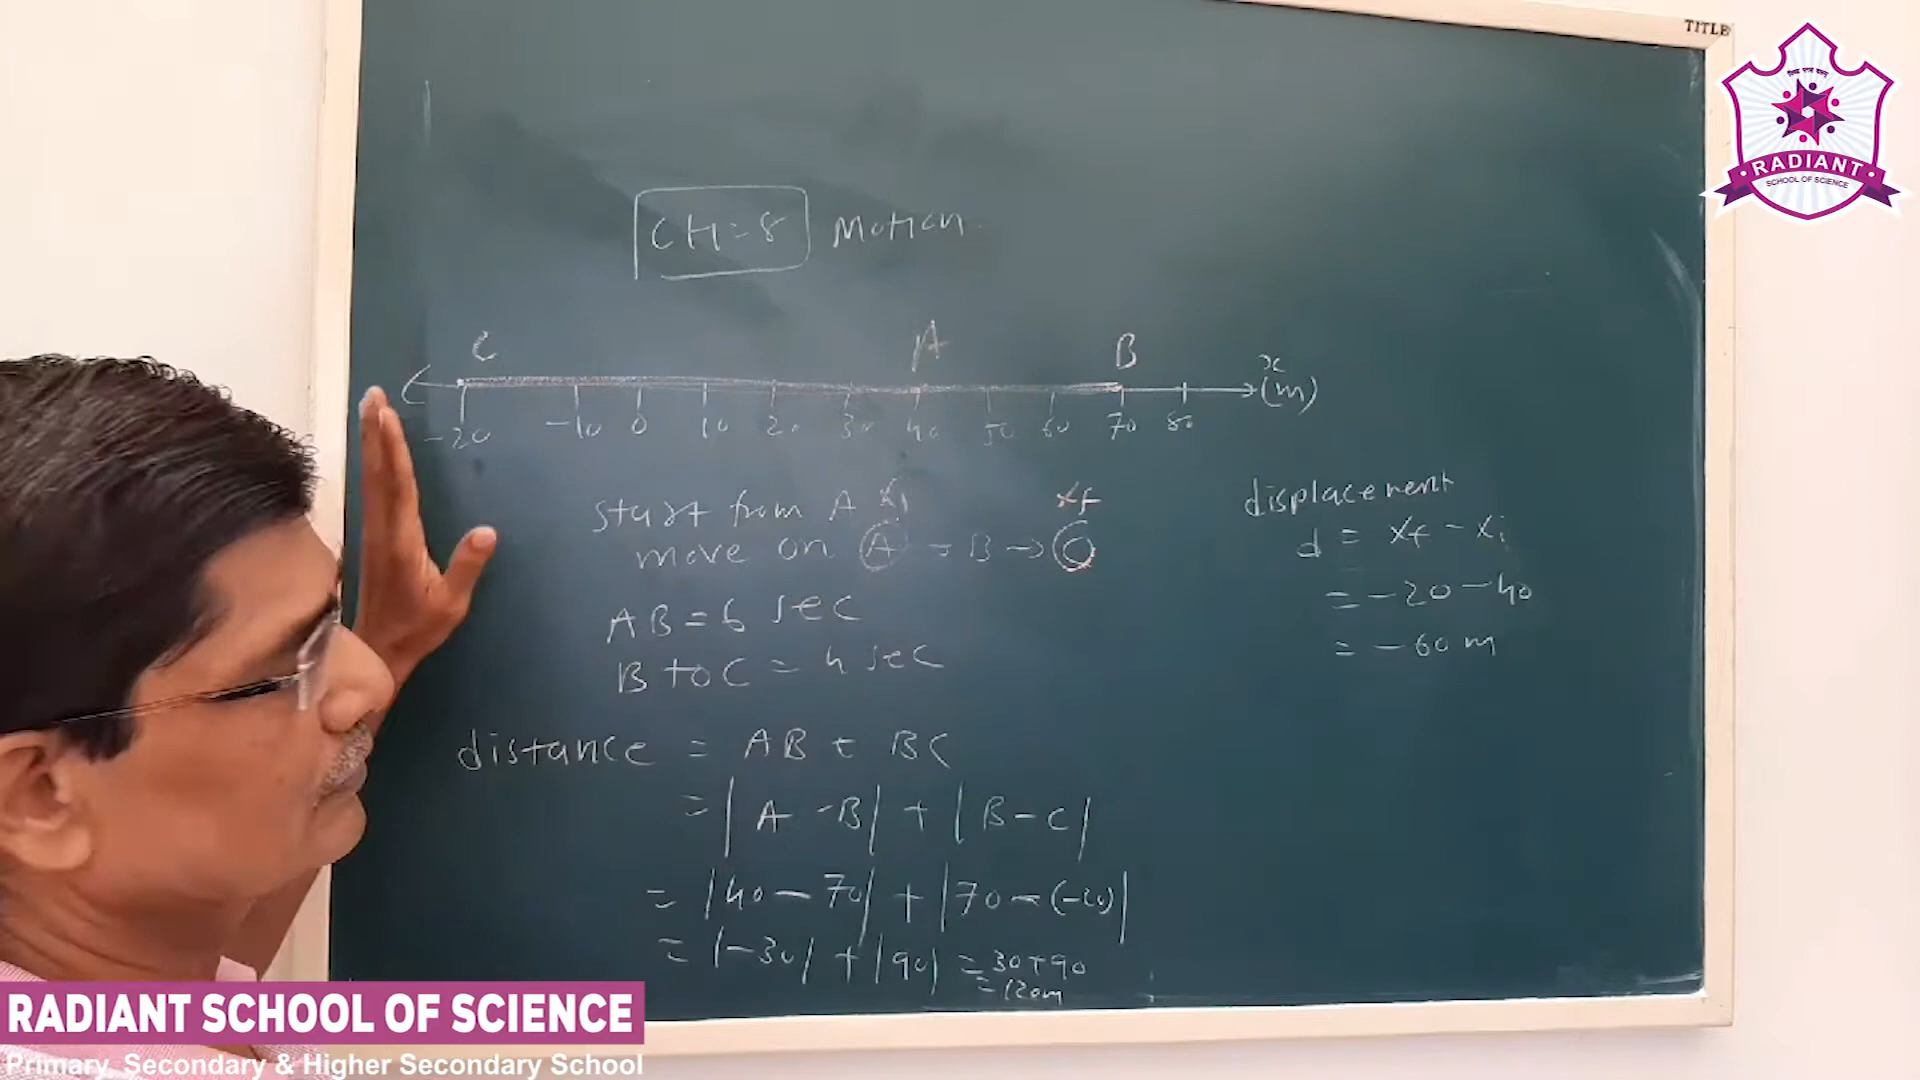 TITLE
RADIANT
SCHOOL OF SCIENCE
CH=8 Motion
C A B x
(m)
-20 -10 0 10 20 30 40 50 60 70 80
start from A xi xf
move on A → B → C
AB = 6 sec
B to C = 4 sec
distance = AB + BC
= |A - B| + |B - C|
= |40 - 70| + |70 - (-20)|
= |-30| + |90| = 30+90
= 120m
displacement
d = xf - xi
= -20 - 40
= -60 m
RADIANT SCHOOL OF SCIENCE
Primary, Secondary & Higher Secondary School